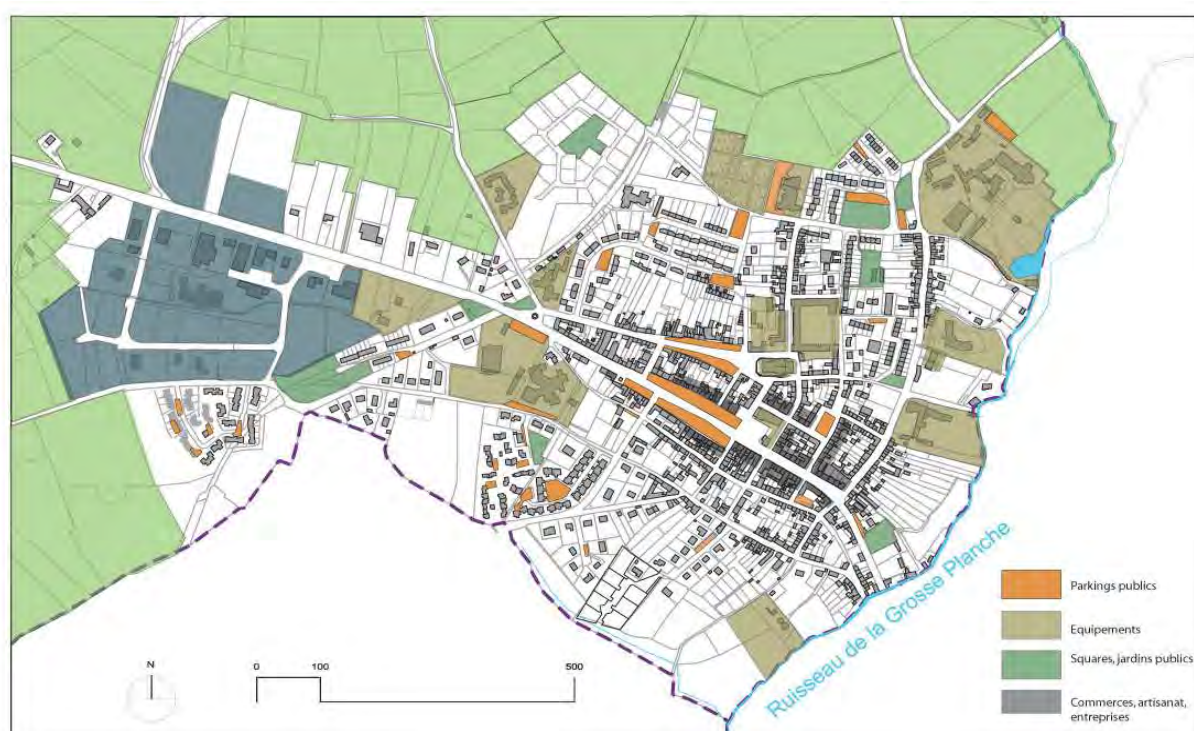 Ruisseau de la Grosse Planche
Parkings publics
Equipements
Squares, jardins publics
Commerces, artisanat,
entreprises
N
0 100 500